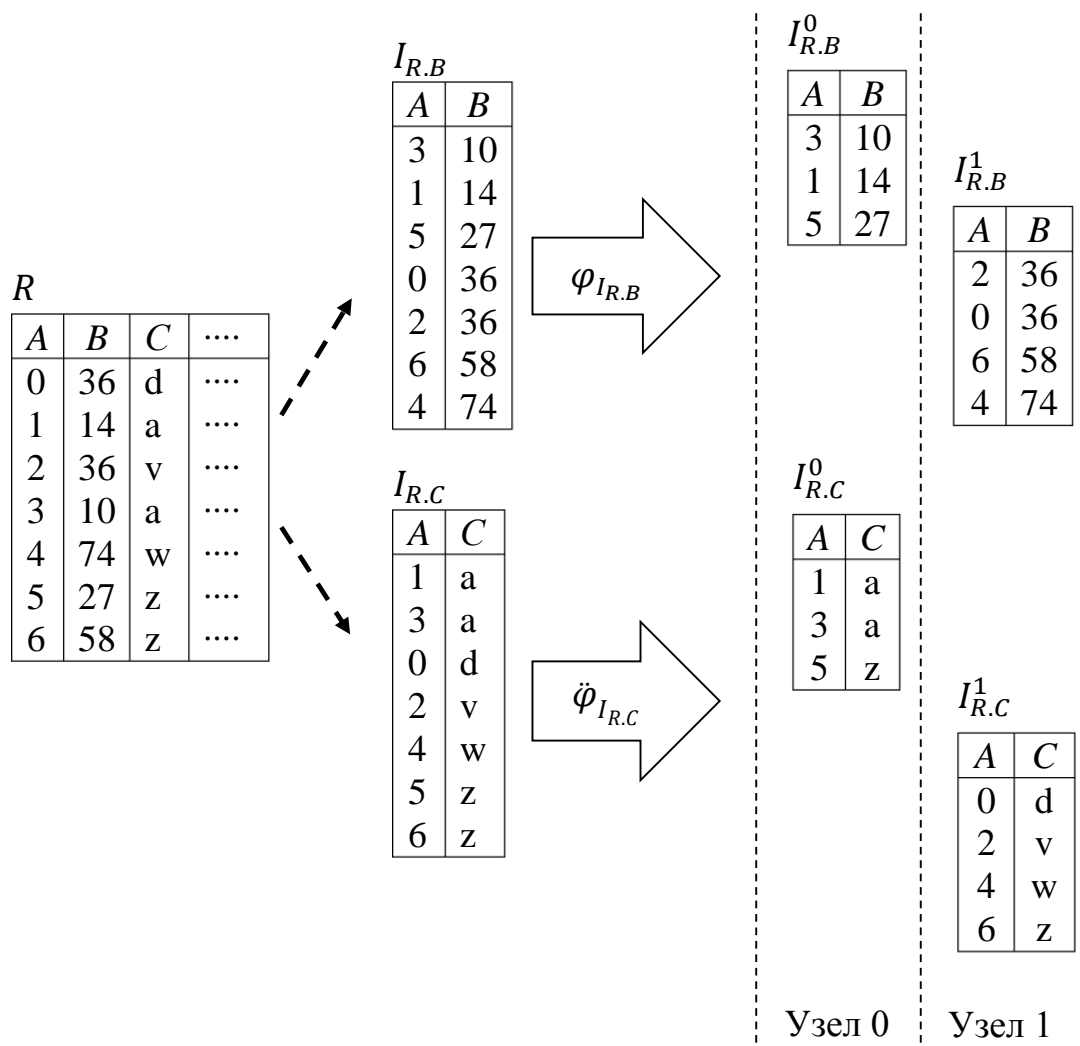 R
A B C ....
0 36 d ....
1 14 a ....
2 36 v ....
3 10 a ....
4 74 w ....
5 27 z ....
6 58 z ....
I_{R.B}
A B
3 10
1 14
5 27
0 36
2 36
6 58
4 74
φ_{I_{R.B}}
I^0_{R.B}
A B
3 10
1 14
5 27
I^1_{R.B}
A B
2 36
0 36
6 58
4 74
I_{R.C}
A C
1 a
3 a
0 d
2 v
4 w
5 z
6 z
φ̈_{I_{R.C}}
I^0_{R.C}
A C
1 a
3 a
5 z
I^1_{R.C}
A C
0 d
2 v
4 w
6 z
Узел 0
Узел 1